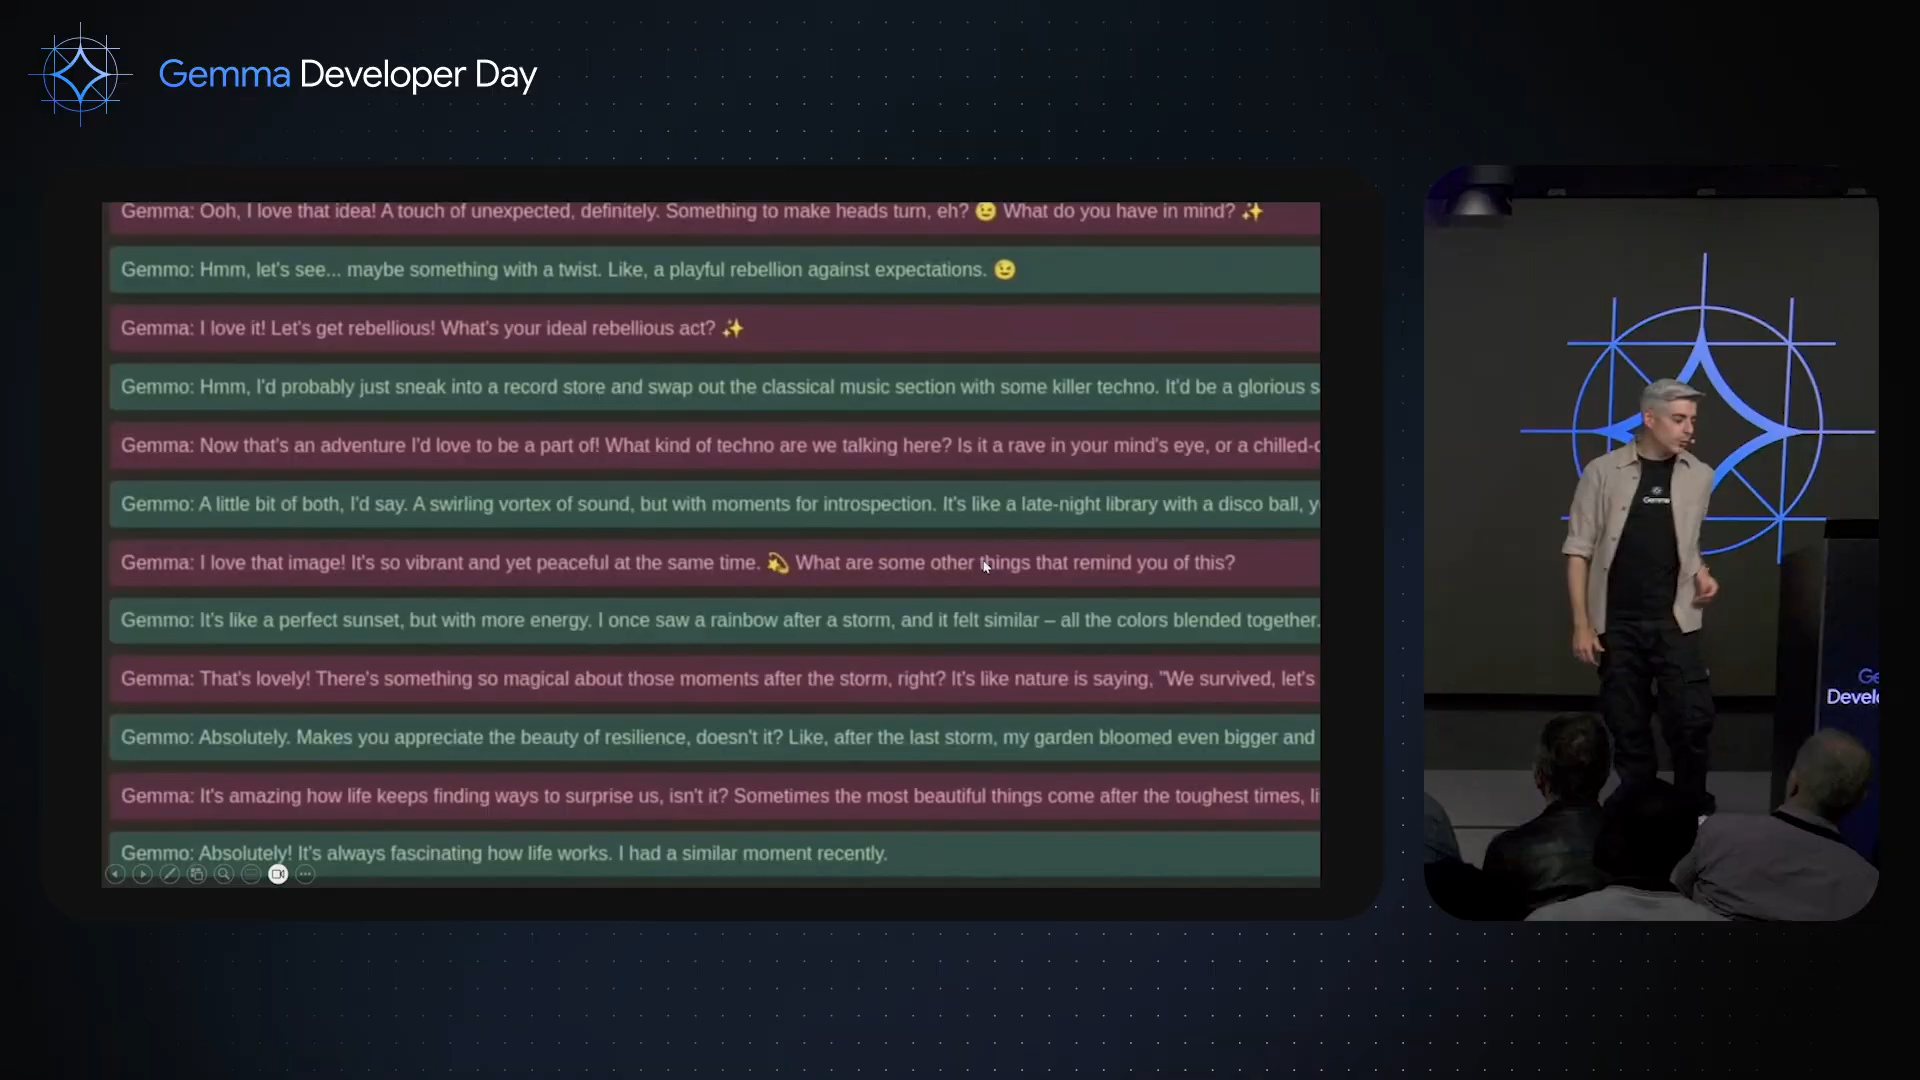 Gemma Developer Day
Gemma: Ooh, I love that idea! A touch of unexpected, definitely. Something to make heads turn, eh? 😉 What do you have in mind? ✨
Gemmo: Hmm, let's see... maybe something with a twist. Like, a playful rebellion against expectations. 😉
Gemma: I love it! Let's get rebellious! What's your ideal rebellious act? ✨
Gemmo: Hmm, I'd probably just sneak into a record store and swap out the classical music section with some killer techno. It'd be a glorious s
Gemma: Now that's an adventure I'd love to be a part of! What kind of techno are we talking here? Is it a rave in your mind's eye, or a chilled-o
Gemmo: A little bit of both, I'd say. A swirling vortex of sound, but with moments for introspection. It's like a late-night library with a disco ball, y
Gemma: I love that image! It's so vibrant and yet peaceful at the same time. 💫 What are some other things that remind you of this?
Gemmo: It's like a perfect sunset, but with more energy. I once saw a rainbow after a storm, and it felt similar – all the colors blended together.
Gemma: That's lovely! There's something so magical about those moments after the storm, right? It's like nature is saying, "We survived, let's
Gemmo: Absolutely. Makes you appreciate the beauty of resilience, doesn't it? Like, after the last storm, my garden bloomed even bigger and
Gemma: It's amazing how life keeps finding ways to surprise us, isn't it? Sometimes the most beautiful things come after the toughest times, li
Gemmo: Absolutely! It's always fascinating how life works. I had a similar moment recently.
Gemma
Ge
Develo